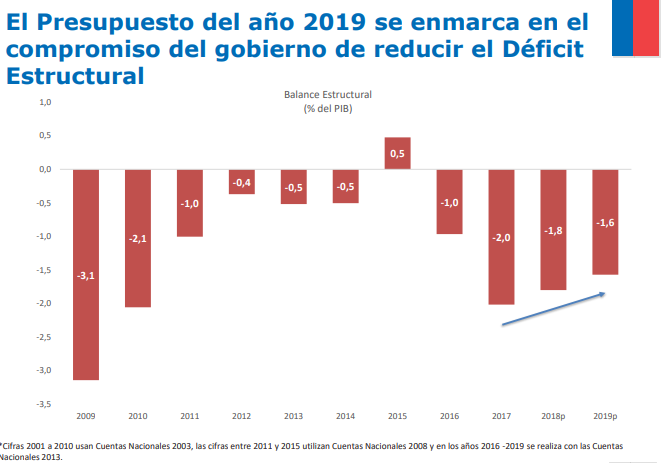 El Presupuesto del año 2019 se enmarca en el
compromiso del gobierno de reducir el Déficit
Estructural
Balance Estructural
(% del PIB)
1,0
0,5
0,0
-0,5
-1,0
-1,5
-2,0
-2,5
-3,0
-3,5
-3,1
-2,1
-1,0
-0,4
-0,5
-0,5
0,5
-1,0
-2,0
-1,8
-1,6
2009 2010 2011 2012 2013 2014 2015 2016 2017 2018p 2019p
*Cifras 2001 a 2010 usan Cuentas Nacionales 2003, las cifras entre 2011 y 2015 utilizan Cuentas Nacionales 2008 y en los años 2016 -2019 se realiza con las Cuentas
Nacionales 2013.